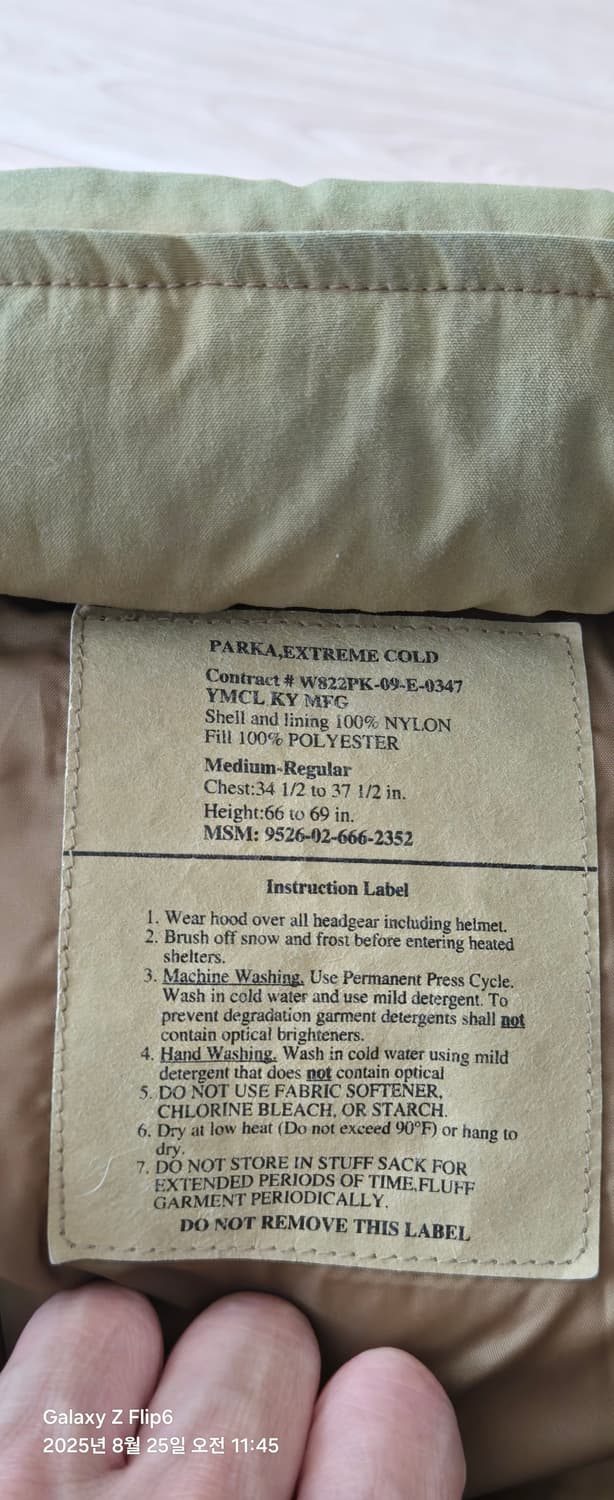 PARKA,EXTREME COLD
Contract # W822PK-09-E-0347
YMCL KY MFG
Shell and lining 100% NYLON
Fill 100% POLYESTER
Medium-Regular
Chest:34 1/2 to 37 1/2 in.
Height:66 to 69 in.
MSM: 9526-02-666-2352
Instruction Label
1. Wear hood over all headgear including helmet.
2. Brush off snow and frost before entering heated
shelters.
3. Machine Washing. Use Permanent Press Cycle.
Wash in cold water and use mild detergent. To
prevent degradation garment detergents shall not
contain optical brighteners.
4. Hand Washing. Wash in cold water using mild
detergent that does not contain optical
5. DO NOT USE FABRIC SOFTENER,
CHLORINE BLEACH, OR STARCH.
6. Dry at low heat (Do not exceed 90°F) or hang to
dry.
7. DO NOT STORE IN STUFF SACK FOR
EXTENDED PERIODS OF TIME,FLUFF
GARMENT PERIODICALLY.
DO NOT REMOVE THIS LABEL
Galaxy Z Flip6
2025년 8월 25일 오전 11:45